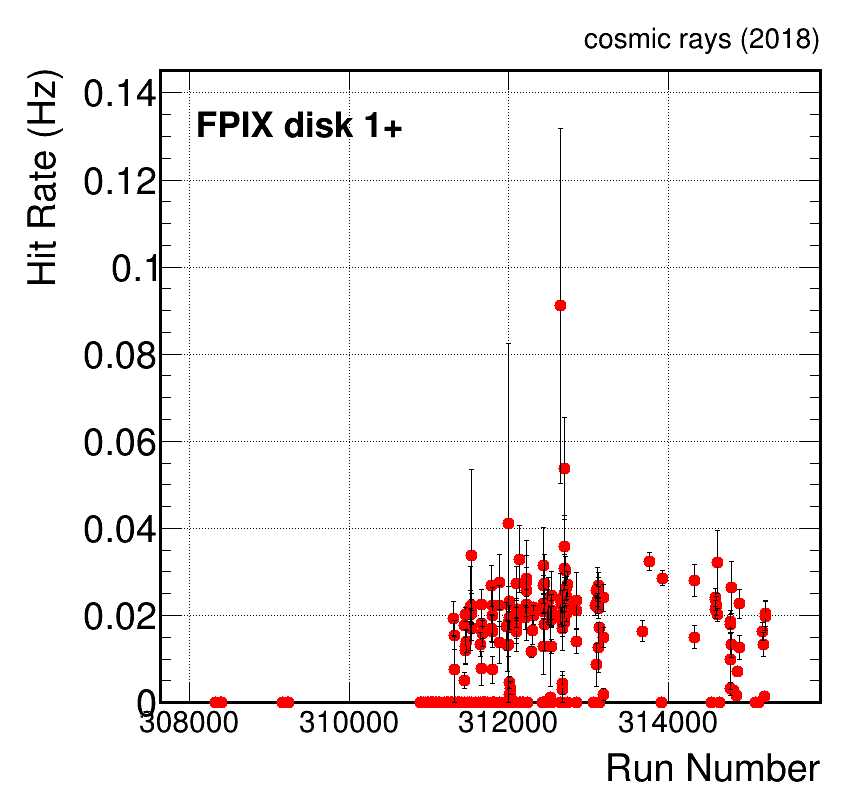 cosmic rays (2018)
Hit Rate (Hz)
FPIX disk 1+
0.14
0.12
0.1
0.08
0.06
0.04
0.02
0
308000 310000 312000 314000
Run Number